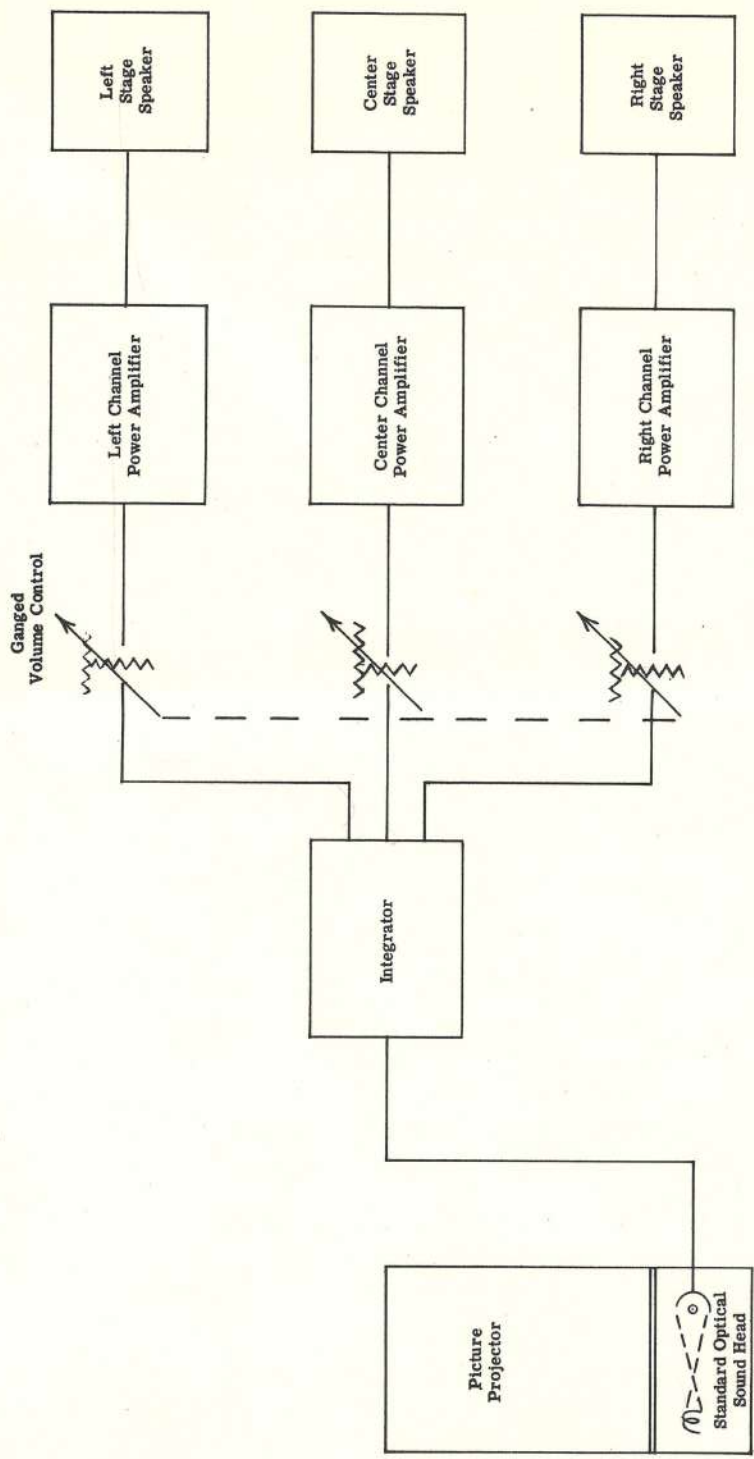 Picture
Projector
Standard Optical
Sound Head
Integrator
Ganged
Volume Control
Left Channel
Power Amplifier
Left
Stage
Speaker
Center Channel
Power Amplifier
Center
Stage
Speaker
Right Channel
Power Amplifier
Right
Stage
Speaker